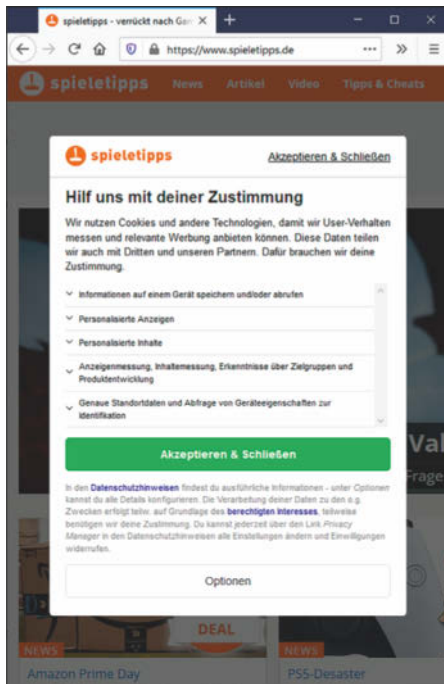 spieletipps - verrückt nach Gam
https://www.spieletipps.de
spieletipps News Artikel Video Tipps & Cheats
spieletipps Akzeptieren & Schließen
Hilf uns mit deiner Zustimmung
Wir nutzen Cookies und andere Technologien, damit wir User-Verhalten
messen und relevante Werbung anbieten können. Diese Daten teilen
wir auch mit Dritten und unseren Partnern. Dafür brauchen wir deine
Zustimmung.
Informationen auf einem Gerät speichern und/oder abrufen
Personalisierte Anzeigen
Personalisierte Inhalte
Anzeigenmessung, Inhaltemessung, Erkenntnisse über Zielgruppen und
Produktentwicklung
Genaue Standortdaten und Abfrage von Geräteeigenschaften zur
Identifikation
Akzeptieren & Schließen
Val
Frage
In den Datenschutzhinweisen findest du ausführliche Informationen - unter Optionen
kannst du alle Details konfigurieren. Die Verarbeitung deiner Daten zu den o.g.
Zwecken erfolgt teilw. auf Grundlage des berechtigten Interesses, teilweise
benötigen wir deine Zustimmung. Du kannst jederzeit über den Link Privacy
Manager in den Datenschutzhinweisen alle Einstellungen ändern und Einwilligungen
widerrufen.
Optionen
DEAL
NEWS NEWS
Amazon Prime Day PS5-Desaster